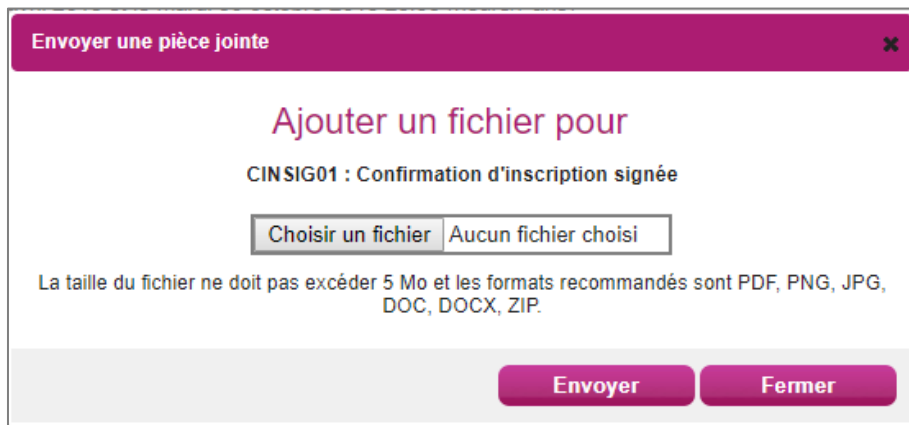 Envoyer une pièce jointe
Ajouter un fichier pour
CINSIG01 : Confirmation d'inscription signée
Choisir un fichier Aucun fichier choisi
La taille du fichier ne doit pas excéder 5 Mo et les formats recommandés sont PDF, PNG, JPG,
DOC, DOCX, ZIP.
Envoyer Fermer